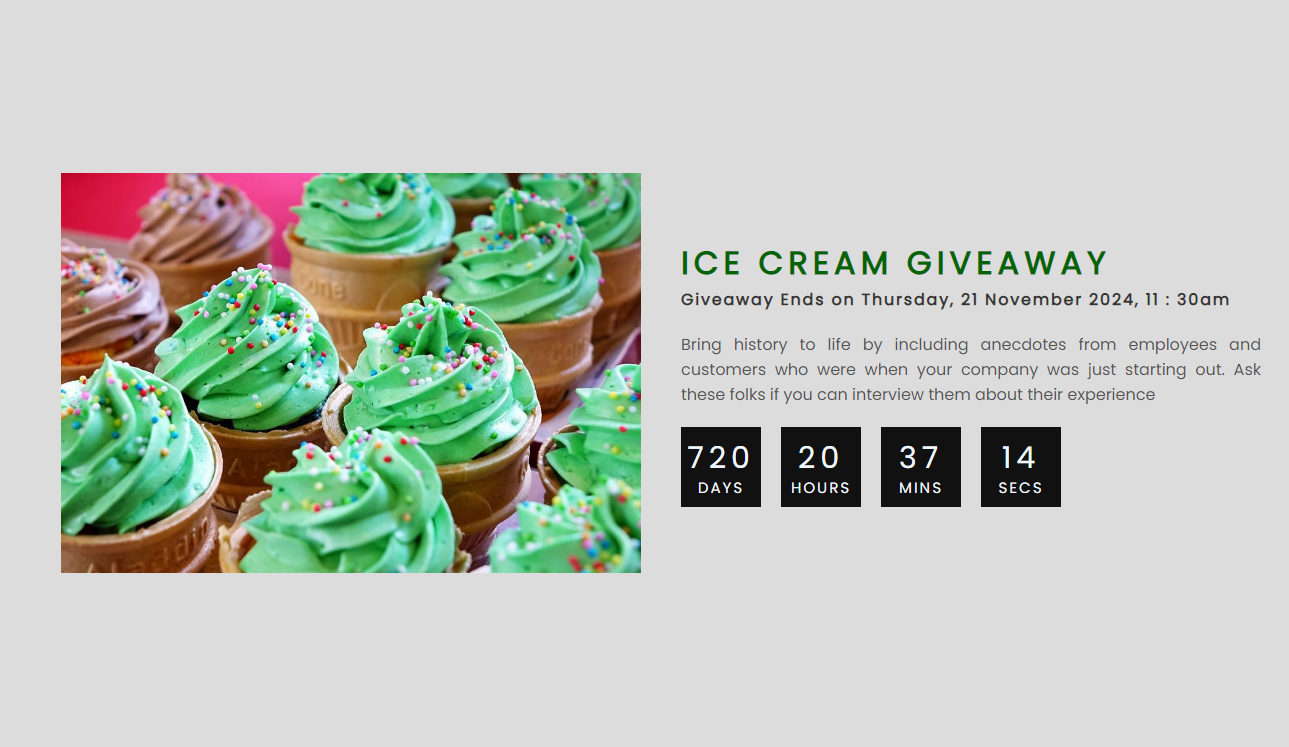 ICE CREAM GIVEAWAY
Giveaway Ends on Thursday, 21 November 2024, 11 : 30am
Bring history to life by including anecdotes from employees and
customers who were when your company was just starting out. Ask
these folks if you can interview them about their experience
720 20 37 14
DAYS HOURS MINS SECS